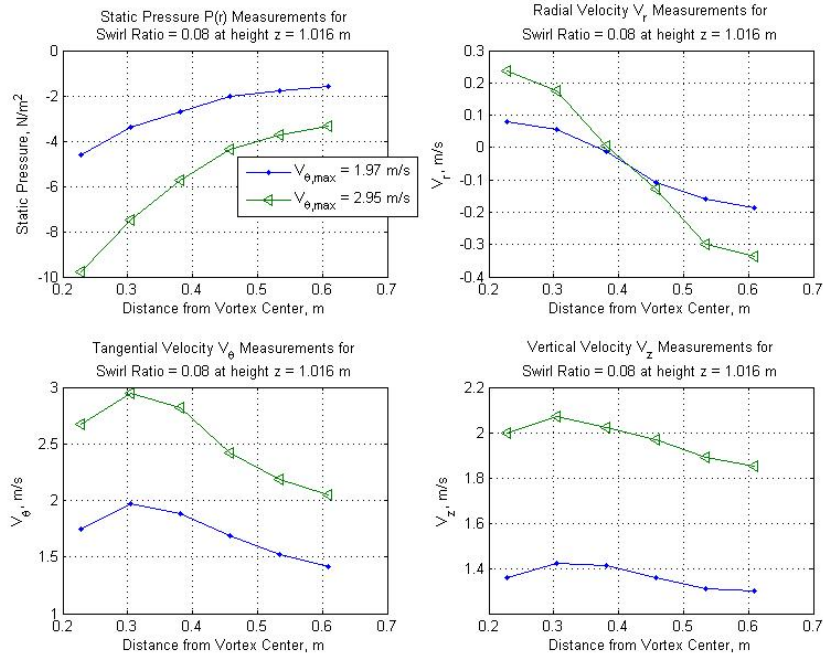 Static Pressure P(r) Measurements for
Swirl Ratio = 0.08 at height z = 1.016 m
0
-2
-4
-6
-8
-10
Static Pressure, N/m²
0.2 0.3 0.4 0.5 0.6 0.7
Distance from Vortex Center, m
Vθ,max = 1.97 m/s
Vθ,max = 2.95 m/s
Radial Velocity Vr Measurements for
Swirl Ratio = 0.08 at height z = 1.016 m
0.3
0.2
0.1
0
-0.1
-0.2
-0.3
-0.4
Vr, m/s
0.2 0.3 0.4 0.5 0.6 0.7
Distance from Vortex Center, m
Tangential Velocity Vθ Measurements for
Swirl Ratio = 0.08 at height z = 1.016 m
3
2.5
2
1.5
1
Vθ, m/s
0.2 0.3 0.4 0.5 0.6 0.7
Distance from Vortex Center, m
Vertical Velocity Vz Measurements for
Swirl Ratio = 0.08 at height z = 1.016 m
2.2
2
1.8
1.6
1.4
Vz, m/s
0.2 0.3 0.4 0.5 0.6 0.7
Distance from Vortex Center, m